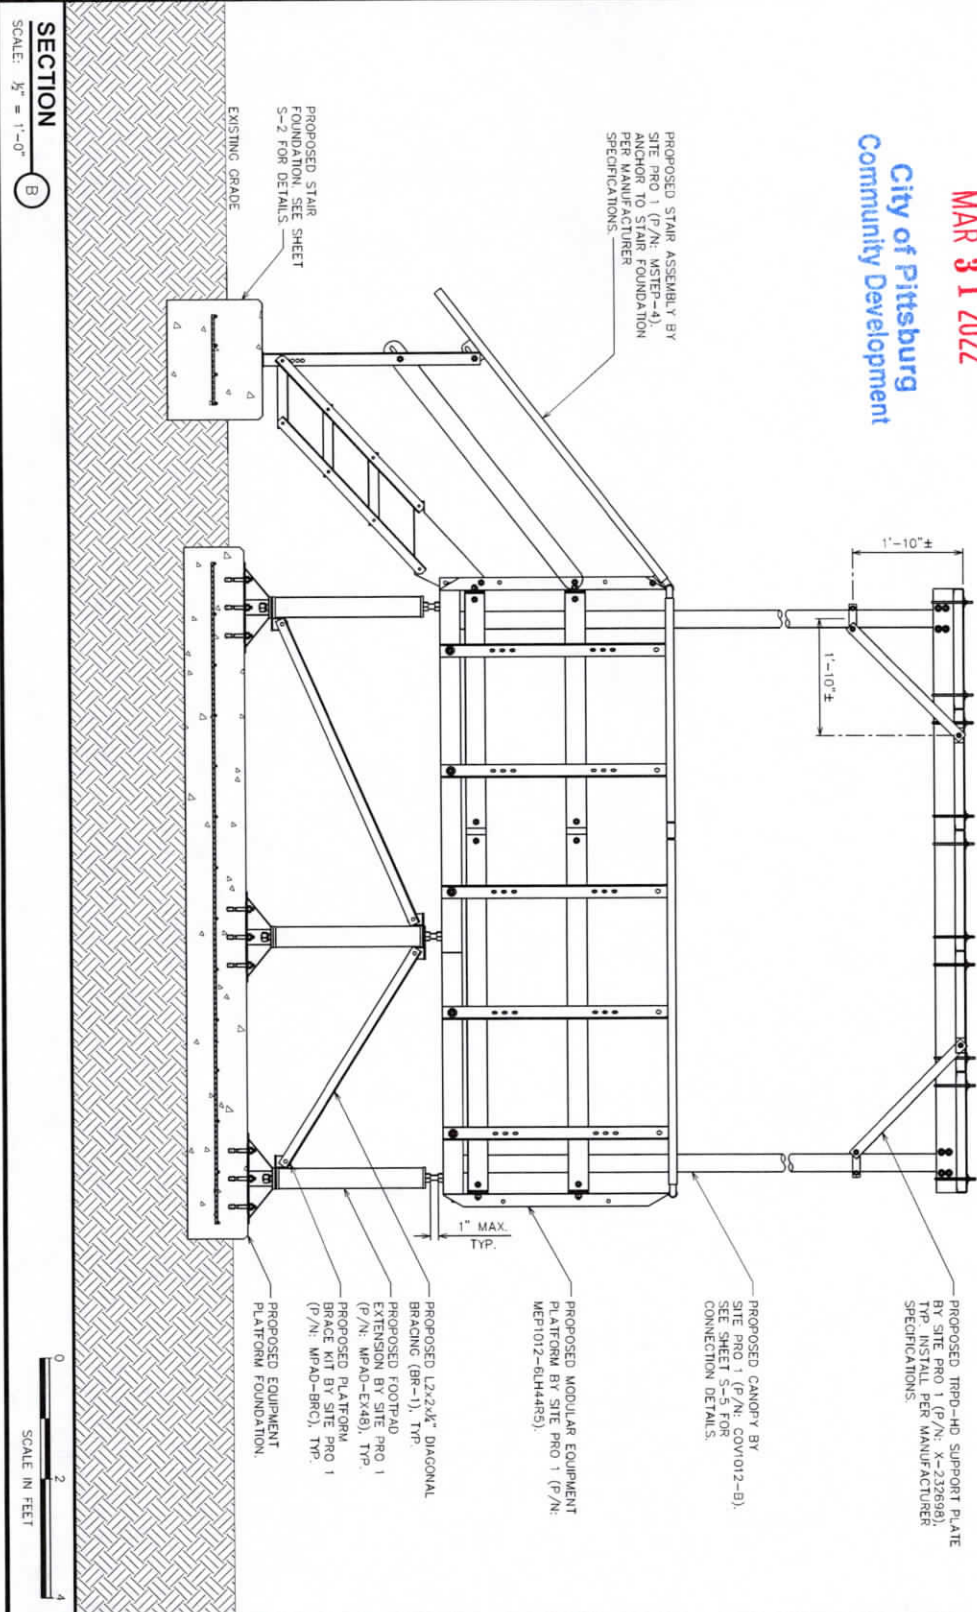 MAR 31 2022
City of Pittsburg
Community Development
1'-10"±
1'-10"±
PROPOSED TRPD-HD SUPPORT PLATE
BY SITE PRO 1 (P/N: X-232698),
TYP. INSTALL PER MANUFACTURER
SPECIFICATIONS.
PROPOSED STAIR ASSEMBLY BY
SITE PRO 1 (P/N: MSTEP-4).
ANCHOR TO STAIR FOUNDATION
PER MANUFACTURER
SPECIFICATIONS.
PROPOSED CANOPY BY
SITE PRO 1 (P/N: COV1012-B).
SEE SHEET S-5 FOR
CONNECTION DETAILS.
PROPOSED MODULAR EQUIPMENT
PLATFORM BY SITE PRO 1 (P/N:
MEP1012-6LH44R5).
1" MAX.
TYP.
PROPOSED STAIR
FOUNDATION, SEE SHEET
S-2 FOR DETAILS.
EXISTING GRADE
PROPOSED L2x2x¼" DIAGONAL
BRACING (BR-1), TYP.
PROPOSED FOOTPAD
EXTENSION BY SITE PRO 1
(P/N: MPAD-EX48), TYP.
PROPOSED PLATFORM
BRACE KIT BY SITE PRO 1
(P/N: MPAD-BRC), TYP.
PROPOSED EQUIPMENT
PLATFORM FOUNDATION.
SECTION
SCALE: ½" = 1'-0"
B
0 2 4
SCALE IN FEET